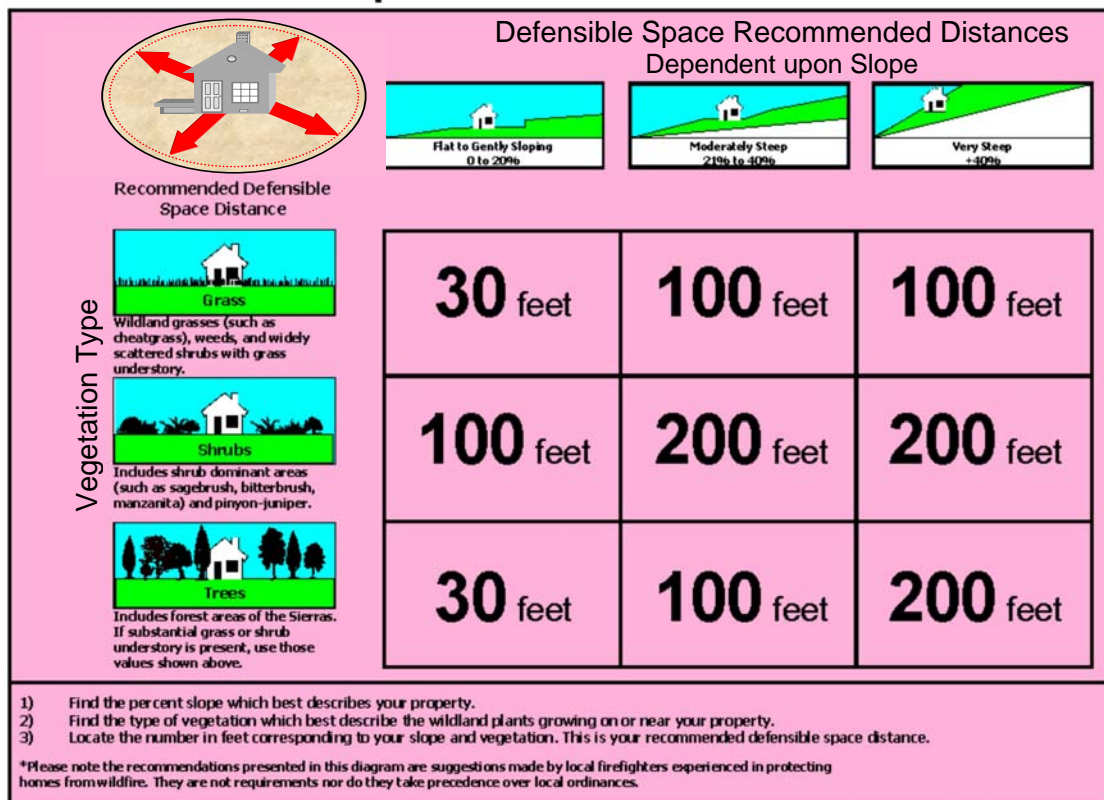 Defensible Space Recommended Distances
Dependent upon Slope
Flat to Gently Sloping
0 to 20%
Moderately Steep
21% to 40%
Very Steep
+40%
Recommended Defensible
Space Distance
Vegetation Type
Grass
Wildland grasses (such as
cheatgrass), weeds, and widely
scattered shrubs with grass
understory.
30 feet
100 feet
100 feet
Shrubs
Includes shrub dominant areas
(such as sagebrush, bitterbrush,
manzanita) and pinyon-juniper.
100 feet
200 feet
200 feet
Trees
Includes forest areas of the Sierras.
If substantial grass or shrub
understory is present, use those
values shown above.
30 feet
100 feet
200 feet
1) Find the percent slope which best describes your property.
2) Find the type of vegetation which best describe the wildland plants growing on or near your property.
3) Locate the number in feet corresponding to your slope and vegetation. This is your recommended defensible space distance.
*Please note the recommendations presented in this diagram are suggestions made by local firefighters experienced in protecting
homes from wildfire. They are not requirements nor do they take precedence over local ordinances.